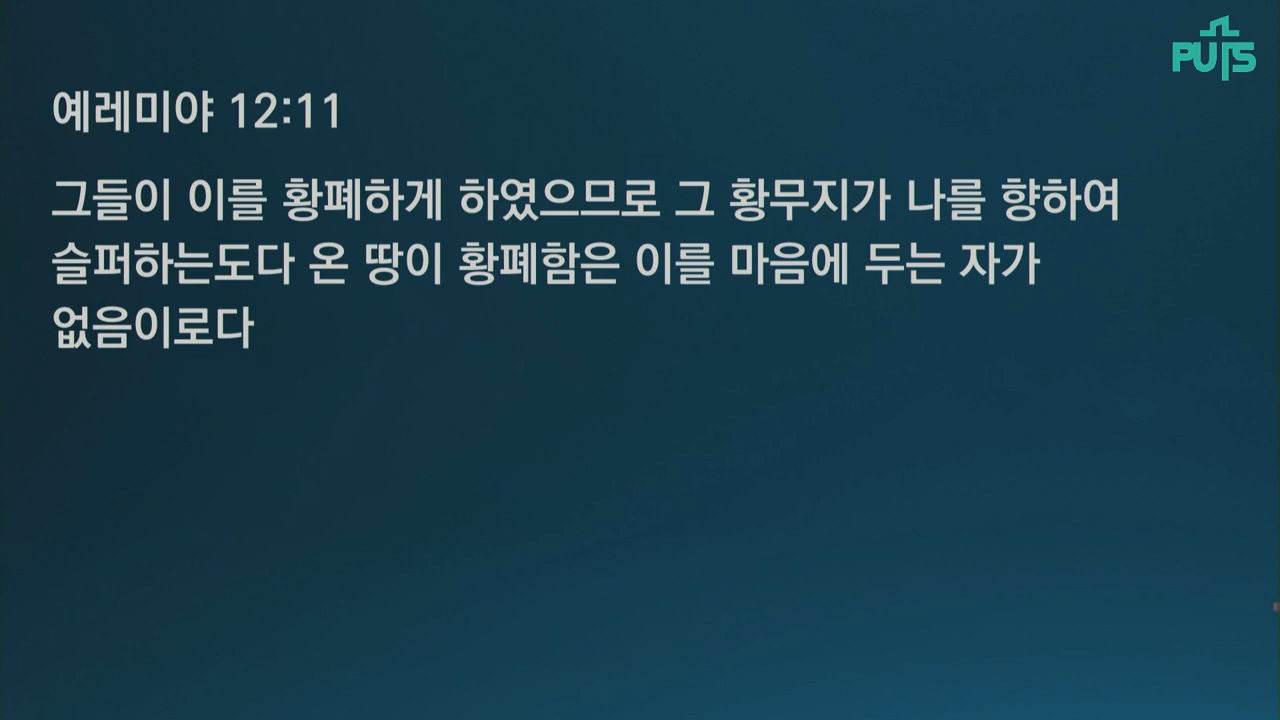 PUTS
예레미야 12:11
그들이 이를 황폐하게 하였으므로 그 황무지가 나를 향하여
슬퍼하는도다 온 땅이 황폐함은 이를 마음에 두는 자가
없음이로다